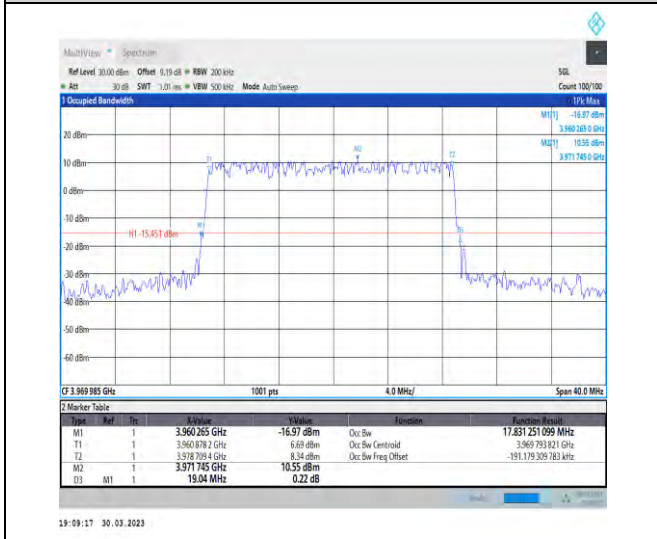 MultiView Spectrum
Ref Level 30.00 dBm Offset 9.19 dB RBW 200 kHz SGL
Att 30 dB SWT 1.01 ms VBW 500 kHz Mode Auto Sweep Count 100/100
1 Occupied Bandwidth 1Pk Max
M1[1] -16.97 dBm
3.960 265 0 GHz
20 dBm
M2[1] 10.55 dBm
3.971 745 0 GHz
M2
T1 T2
10 dBm
0 dBm
-10 dBm
M1
H1 -15.451 dBm
-30 dBm
-40 dBm
-50 dBm
-60 dBm
CF 3.969 985 GHz 1001 pts 4.0 MHz/ Span 40.0 MHz
2 Marker Table
Type Ref Trc X-Value Y-Value Function Function Result
M1 1 3.960 265 GHz -16.97 dBm Occ Bw 17.831 251 099 MHz
T1 1 3.960 878 2 GHz 6.69 dBm Occ Bw Centroid 3.969 793 821 GHz
T2 1 3.978 709 4 GHz 8.34 dBm Occ Bw Freq Offset -191.179 309 783 kHz
M2 1 3.971 745 GHz 10.55 dBm
D3 M1 1 19.04 MHz 0.22 dB
19:09:17 30.03.2023